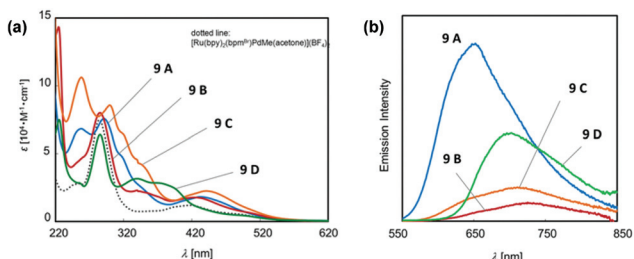 (a)
15
10
5
0
ε [10⁴·M⁻¹·cm⁻¹]
dotted line:
[Ru(bpy)₂(bpmᴮʳ)PdMe(acetone)](BF₄)₂
9 A
9 B
9 C
9 D
220
320
420
520
620
λ [nm]
(b)
Emission Intensity
9 A
9 C
9 D
9 B
550
650
750
850
λ [nm]